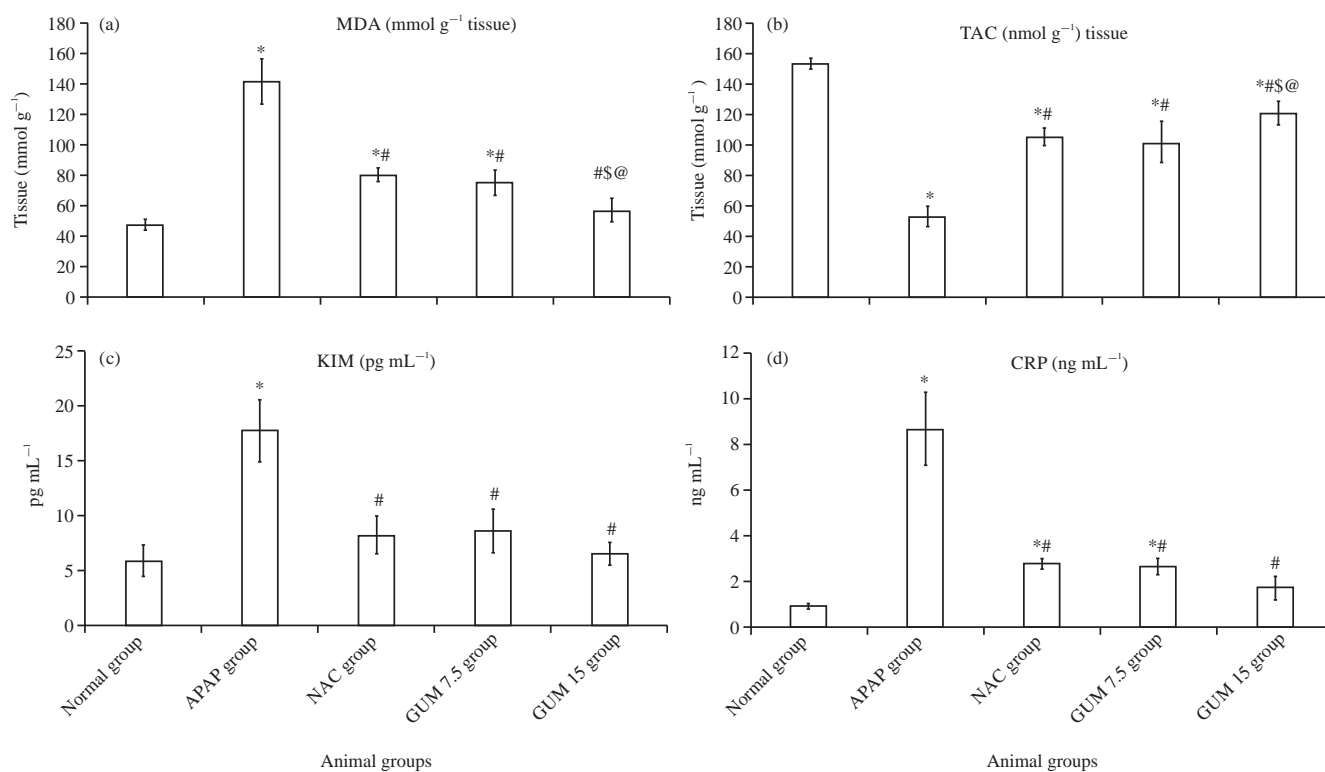 (a)
MDA (mmol g⁻¹ tissue)
Tissue (mmol g⁻¹)
180
160
140
120
100
80
60
40
20
0
*
*#
*#
#$@
(b)
TAC (nmol g⁻¹) tissue
Tissue (mmol g⁻¹ )
180
160
140
120
100
80
60
40
20
0
*
*#
*#
*#$@
(c)
KIM (pg mL⁻¹)
pg mL⁻¹
25
20
15
10
5
0
*
#
#
#
Normal group
APAP group
NAC group
GUM 7.5 group
GUM 15 group
Animal groups
(d)
CRP (ng mL⁻¹)
ng mL⁻¹
12
10
8
6
4
2
0
*
*#
*#
#
Normal group
APAP group
NAC group
GUM 7.5 group
GUM 15 group
Animal groups